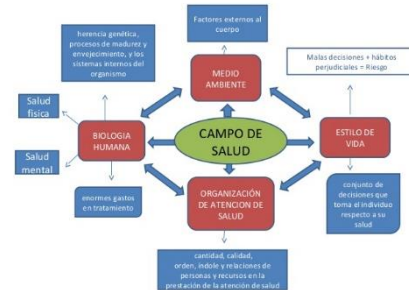 herencia genética,
procesos de madurez y
envejecimiento, y los
sistemas internos del
organismo
Factores externos al
cuerpo
Malas decisiones + hábitos
perjudiciales = Riesgo
MEDIO
AMBIENTE
Salud
física
Salud
mental
BIOLOGIA
HUMANA
CAMPO DE
SALUD
ESTILO DE
VIDA
ORGANIZACIÓN
DE ATENCION DE
SALUD
enormes gastos
en tratamiento
conjunto de
decisiones que
toma el individuo
respecto a su
salud
cantidad, calidad,
orden, índole y relaciones de
personas y recursos en la
prestación de la atención de salud